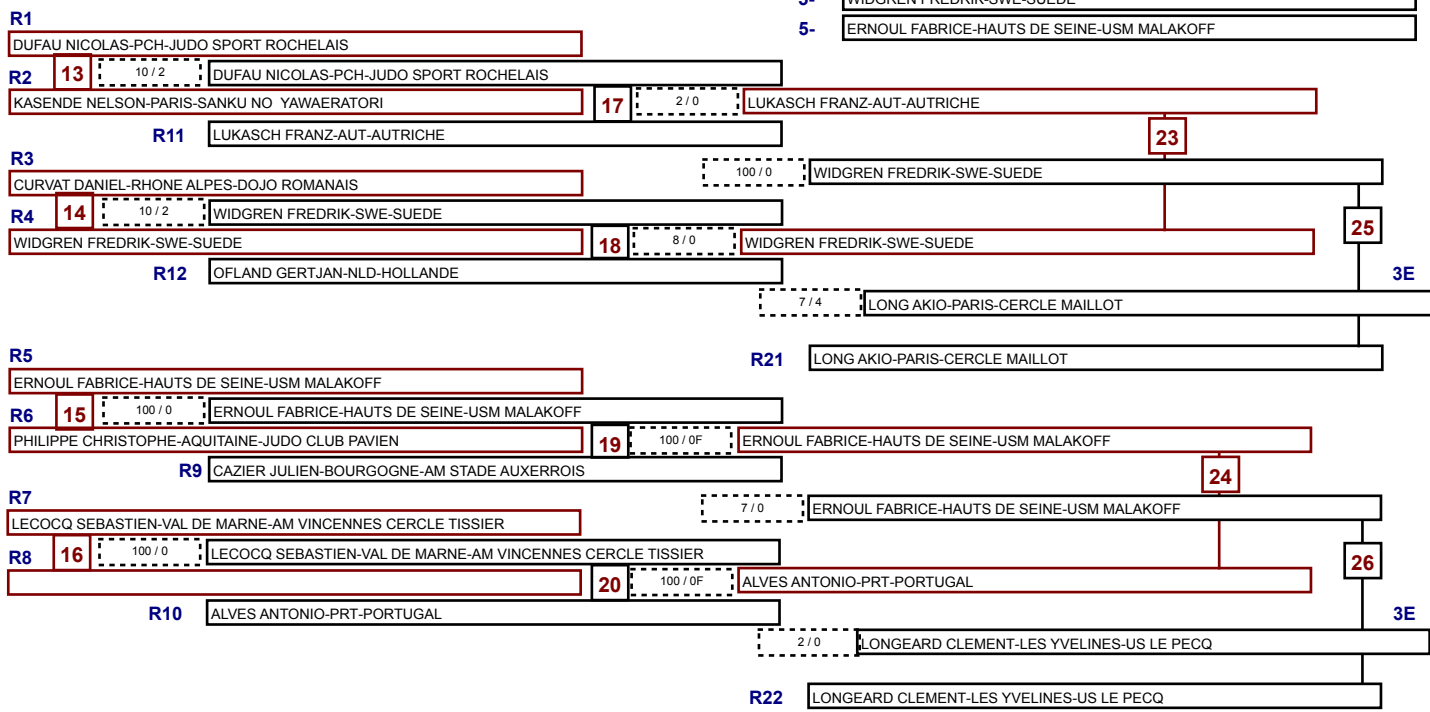 5- WIDGREN FREDRIK-SWE-SUEDE
5- ERNOUL FABRICE-HAUTS DE SEINE-USM MALAKOFF
R1
DUFAU NICOLAS-PCH-JUDO SPORT ROCHELAIS
R2 13 10 / 2 DUFAU NICOLAS-PCH-JUDO SPORT ROCHELAIS
KASENDE NELSON-PARIS-SANKU NO YAWAERATORI 17 2 / 0 LUKASCH FRANZ-AUT-AUTRICHE
R11 LUKASCH FRANZ-AUT-AUTRICHE 23
R3
100 / 0 WIDGREN FREDRIK-SWE-SUEDE
CURVAT DANIEL-RHONE ALPES-DOJO ROMANAIS
R4 14 10 / 2 WIDGREN FREDRIK-SWE-SUEDE 25
WIDGREN FREDRIK-SWE-SUEDE 18 8 / 0 WIDGREN FREDRIK-SWE-SUEDE
R12 OFLAND GERTJAN-NLD-HOLLANDE 3E
7 / 4 LONG AKIO-PARIS-CERCLE MAILLOT
R5
R21 LONG AKIO-PARIS-CERCLE MAILLOT
ERNOUL FABRICE-HAUTS DE SEINE-USM MALAKOFF
R6 15 100 / 0 ERNOUL FABRICE-HAUTS DE SEINE-USM MALAKOFF
PHILIPPE CHRISTOPHE-AQUITAINE-JUDO CLUB PAVIEN 19 100 / 0F ERNOUL FABRICE-HAUTS DE SEINE-USM MALAKOFF
R9 CAZIER JULIEN-BOURGOGNE-AM STADE AUXERROIS 24
R7
7 / 0 ERNOUL FABRICE-HAUTS DE SEINE-USM MALAKOFF
LECOCQ SEBASTIEN-VAL DE MARNE-AM VINCENNES CERCLE TISSIER
R8 16 100 / 0 LECOCQ SEBASTIEN-VAL DE MARNE-AM VINCENNES CERCLE TISSIER 26
20 100 / 0F ALVES ANTONIO-PRT-PORTUGAL
R10 ALVES ANTONIO-PRT-PORTUGAL 3E
2 / 0 LONGEARD CLEMENT-LES YVELINES-US LE PECQ
R22 LONGEARD CLEMENT-LES YVELINES-US LE PECQ